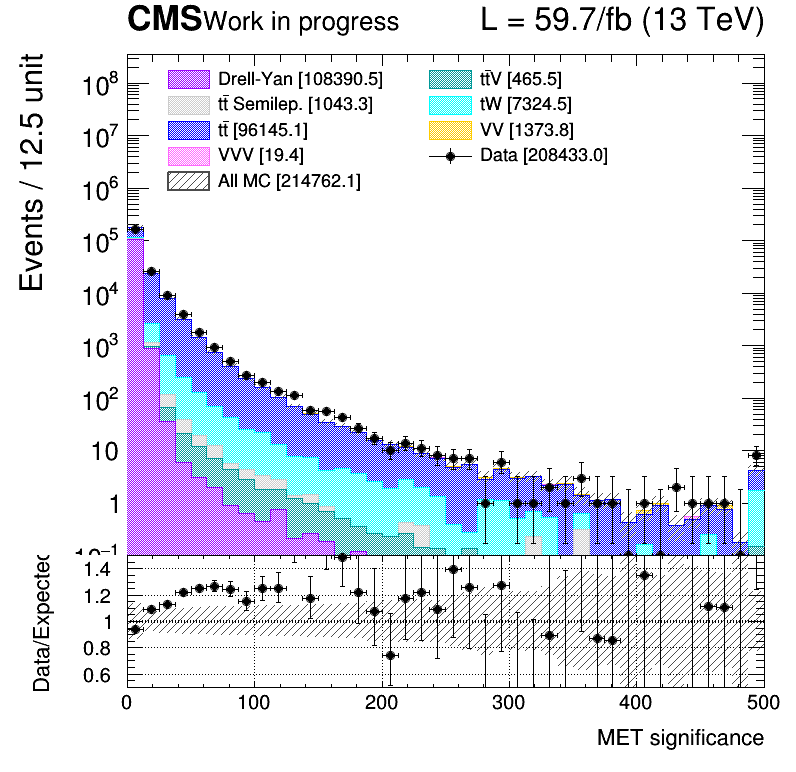 CMS Work in progress L = 59.7/fb (13 TeV)
Events / 12.5 unit
10⁸
10⁷
10⁶
10⁵
10⁴
10³
10²
10
1
10⁻¹
Drell-Yan [108390.5]
tt̄ Semilep. [1043.3]
tt̄ [96145.1]
VVV [19.4]
All MC [214762.1]
tt̄V [465.5]
tW [7324.5]
VV [1373.8]
Data [208433.0]
Data/Expected
1.4
1.2
1
0.8
0.6
0 100 200 300 400 500
MET significance